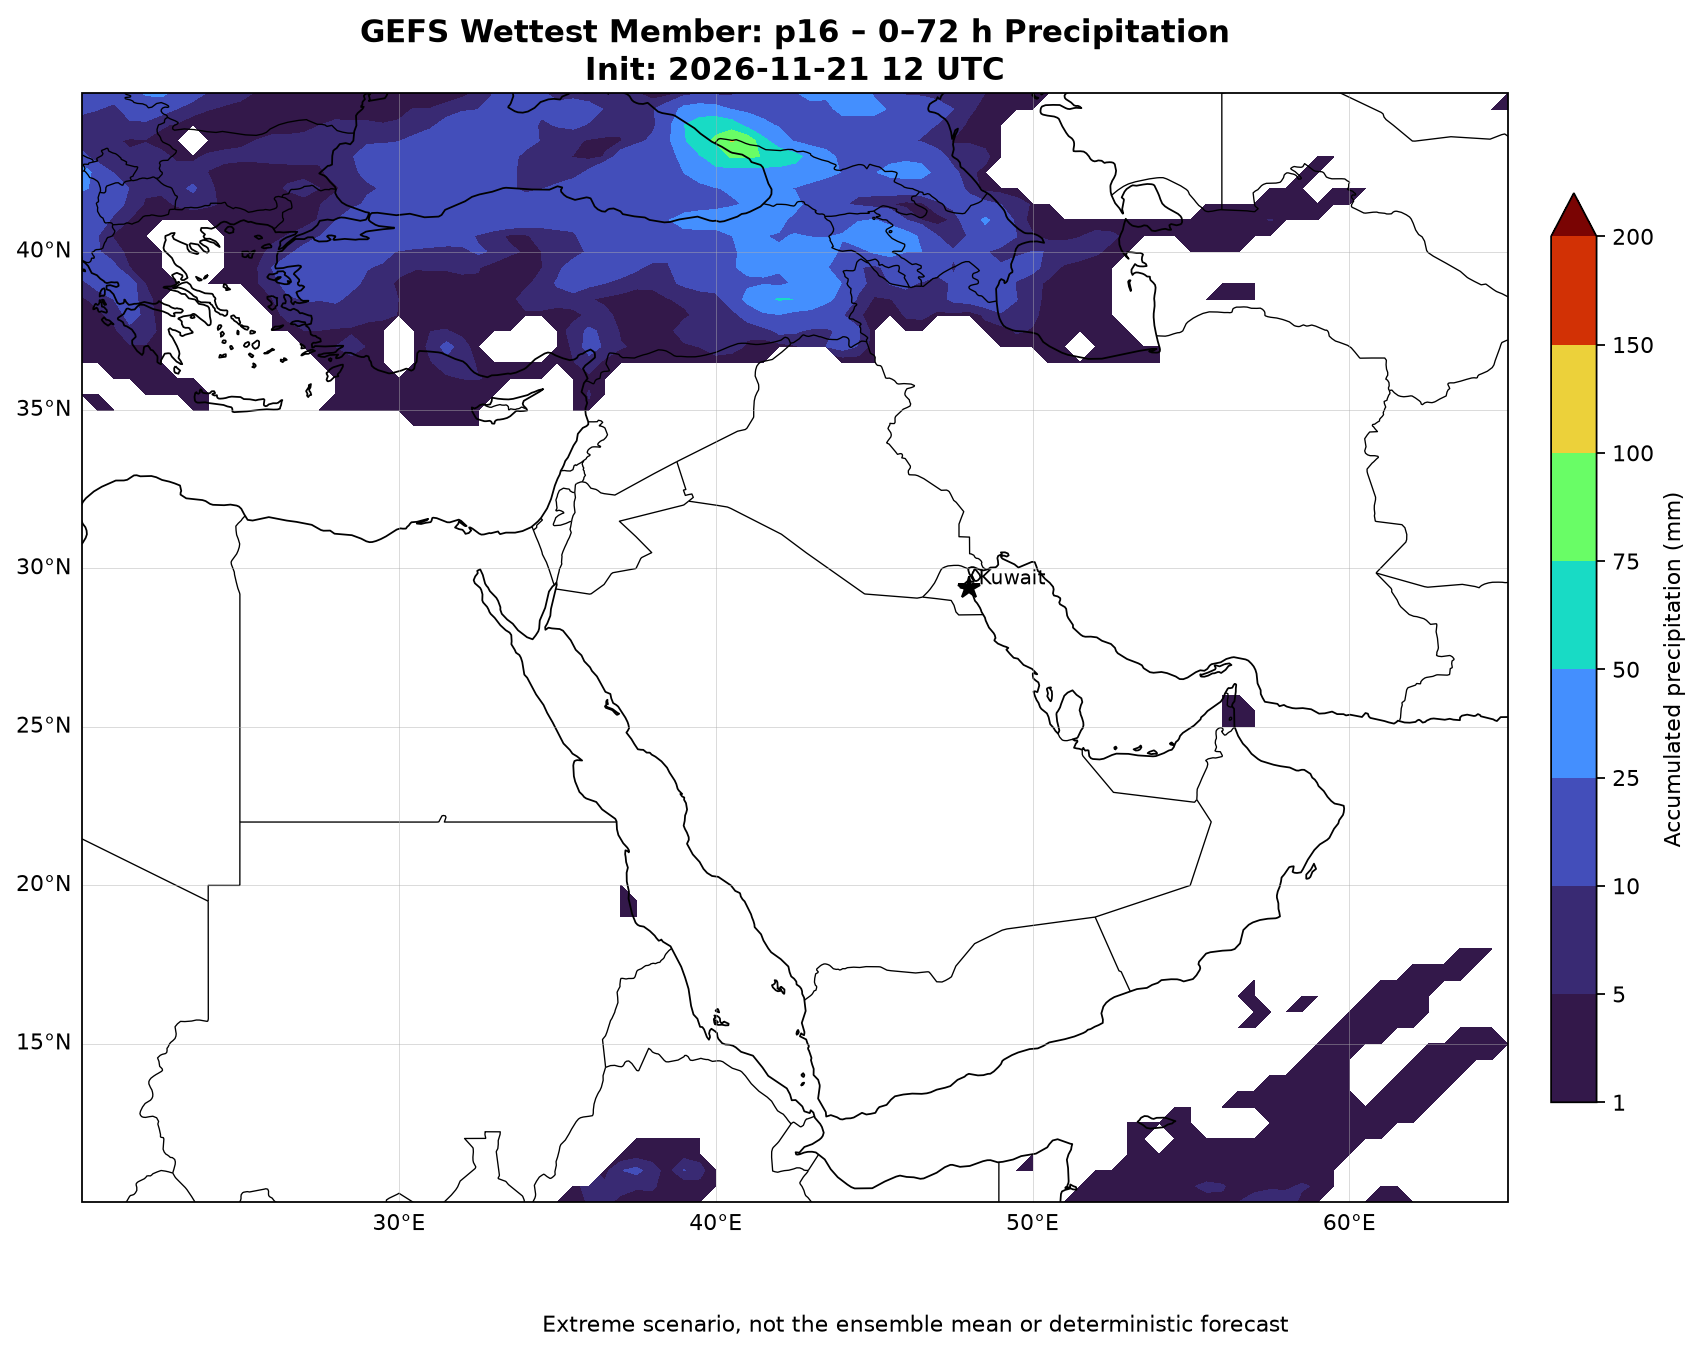 GEFS Wettest Member: p16 – 0–72 h Precipitation
Init: 2026-11-21 12 UTC
40°N
35°N
30°N
25°N
20°N
15°N
30°E
40°E
50°E
60°E
Kuwait
200
150
100
75
50
25
10
5
1
Accumulated precipitation (mm)
Extreme scenario, not the ensemble mean or deterministic forecast